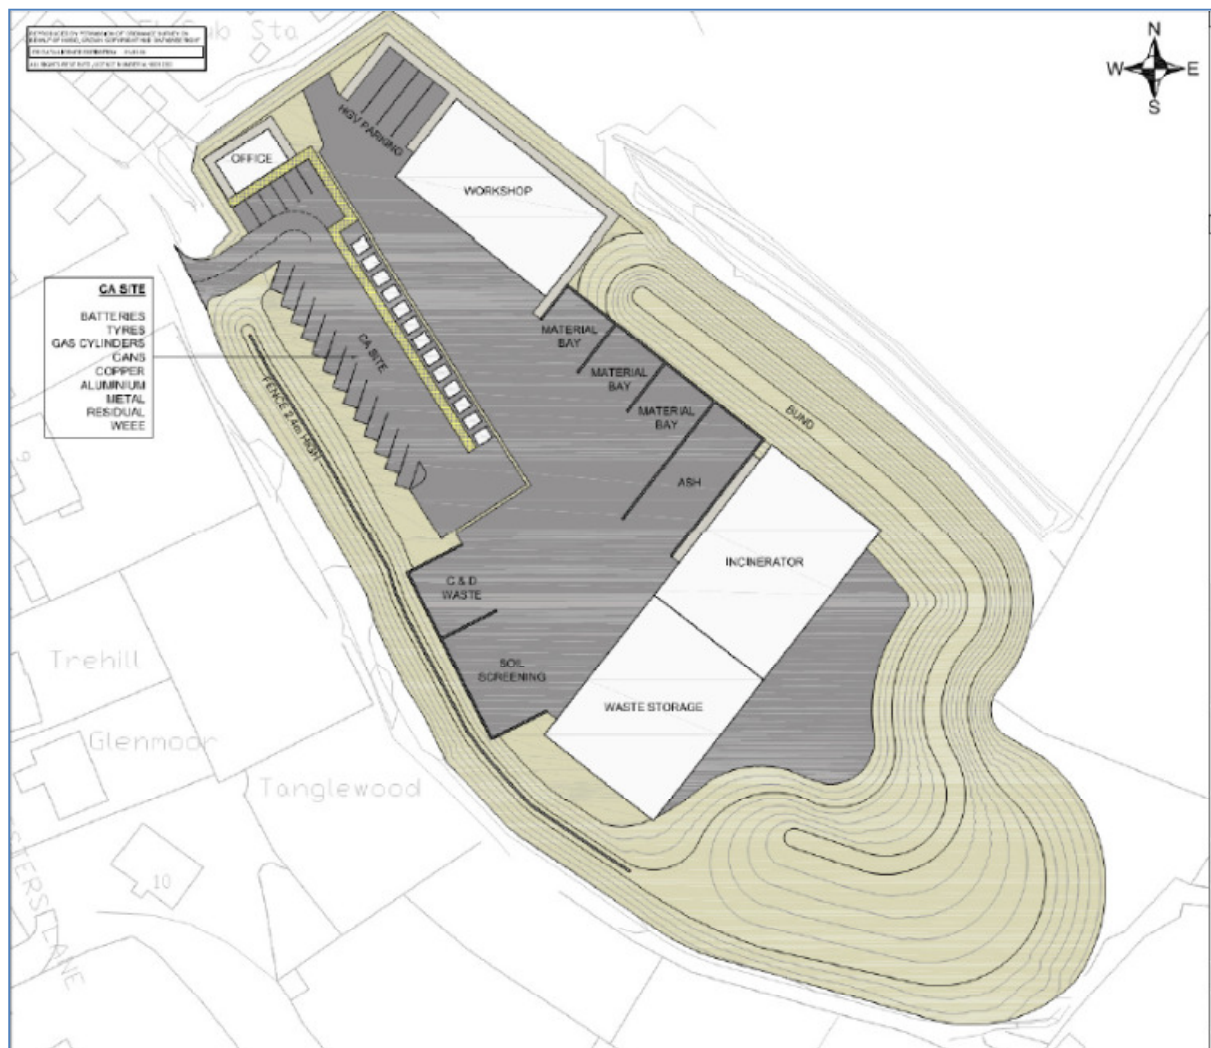 El Sub Sta
N
W E
S
HGV PARKING
OFFICE
WORKSHOP
CA SITE
BATTERIES
TYRES
GAS CYLINDERS
CANS
COPPER
ALUMINIUM
METAL
RESIDUAL
WEEE
CA SITE
FENCE 2.4m HIGH
MATERIAL
BAY
MATERIAL
BAY
MATERIAL
BAY
BUND
ASH
9
INCINERATOR
C & D
WASTE
SOIL
SCREENING
WASTE STORAGE
Trehill
Glenmoor
Tanglewood
10
LANE